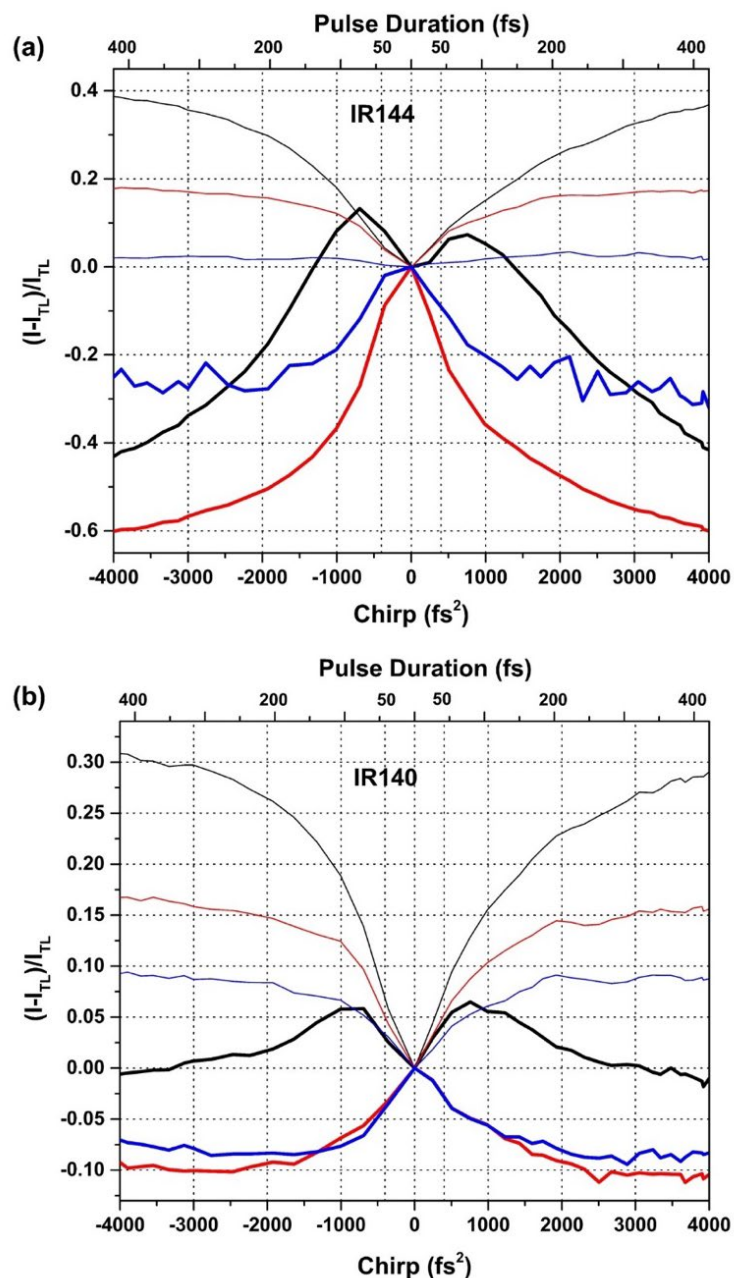 Pulse Duration (fs)
(a)
400 200 50 50 200 400
IR144
0.4
0.2
0.0
-0.2
-0.4
-0.6
(I-I_TL)/I_TL
-4000 -3000 -2000 -1000 0 1000 2000 3000 4000
Chirp (fs²)
Pulse Duration (fs)
(b)
400 200 50 50 200 400
IR140
0.30
0.25
0.20
0.15
0.10
0.05
0.00
-0.05
-0.10
(I-I_TL)/I_TL
-4000 -3000 -2000 -1000 0 1000 2000 3000 4000
Chirp (fs²)